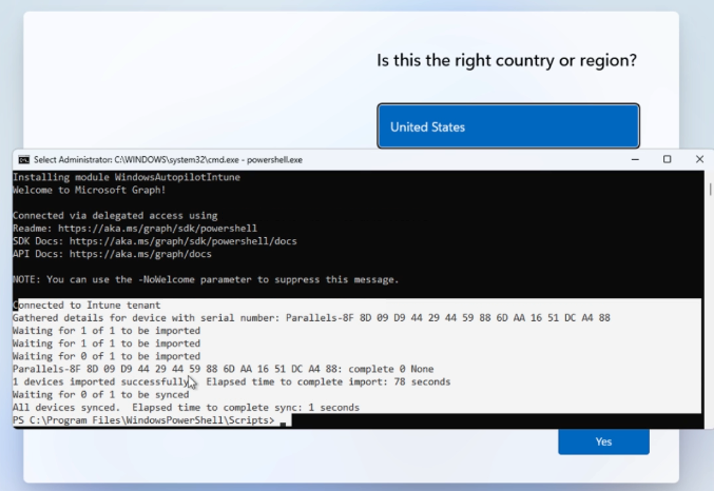 Is this the right country or region?
United States
Select Administrator: C:\WINDOWS\system32\cmd.exe - powershell.exe
Installing module WindowsAutopilotIntune
Welcome to Microsoft Graph!
Connected via delegated access using
Readme: https://aka.ms/graph/sdk/powershell
SDK Docs: https://aka.ms/graph/sdk/powershell/docs
API Docs: https://aka.ms/graph/docs
NOTE: You can use the -NoWelcome parameter to suppress this message.
Connected to Intune tenant
Gathered details for device with serial number: Parallels-8F 8D 09 D9 44 29 44 59 88 6D AA 16 51 DC A4 88
Waiting for 1 of 1 to be imported
Waiting for 1 of 1 to be imported
Waiting for 0 of 1 to be imported
Parallels-8F 8D 09 D9 44 29 44 59 88 6D AA 16 51 DC A4 88: complete 0 None
1 devices imported successfully.  Elapsed time to complete import: 78 seconds
Waiting for 0 of 1 to be synced
All devices synced.  Elapsed time to complete sync: 1 seconds
PS C:\Program Files\WindowsPowerShell\Scripts>
Yes